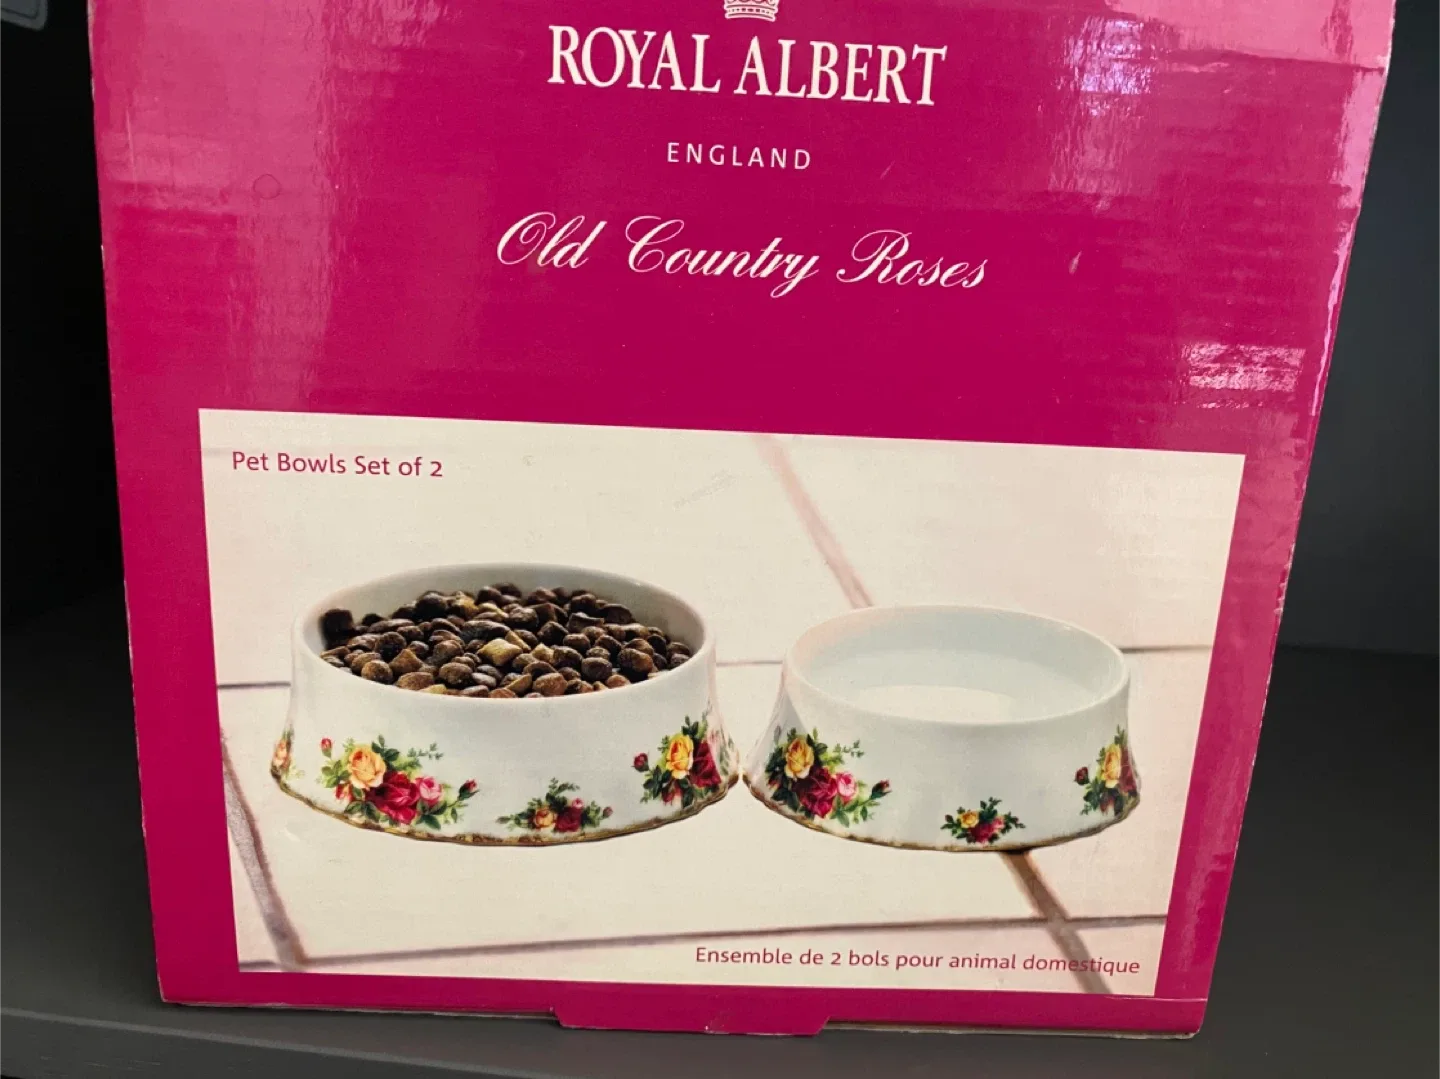 ROYAL ALBERT
ENGLAND
Old Country Roses
Pet Bowls Set of 2
Ensemble de 2 bols pour animal domestique